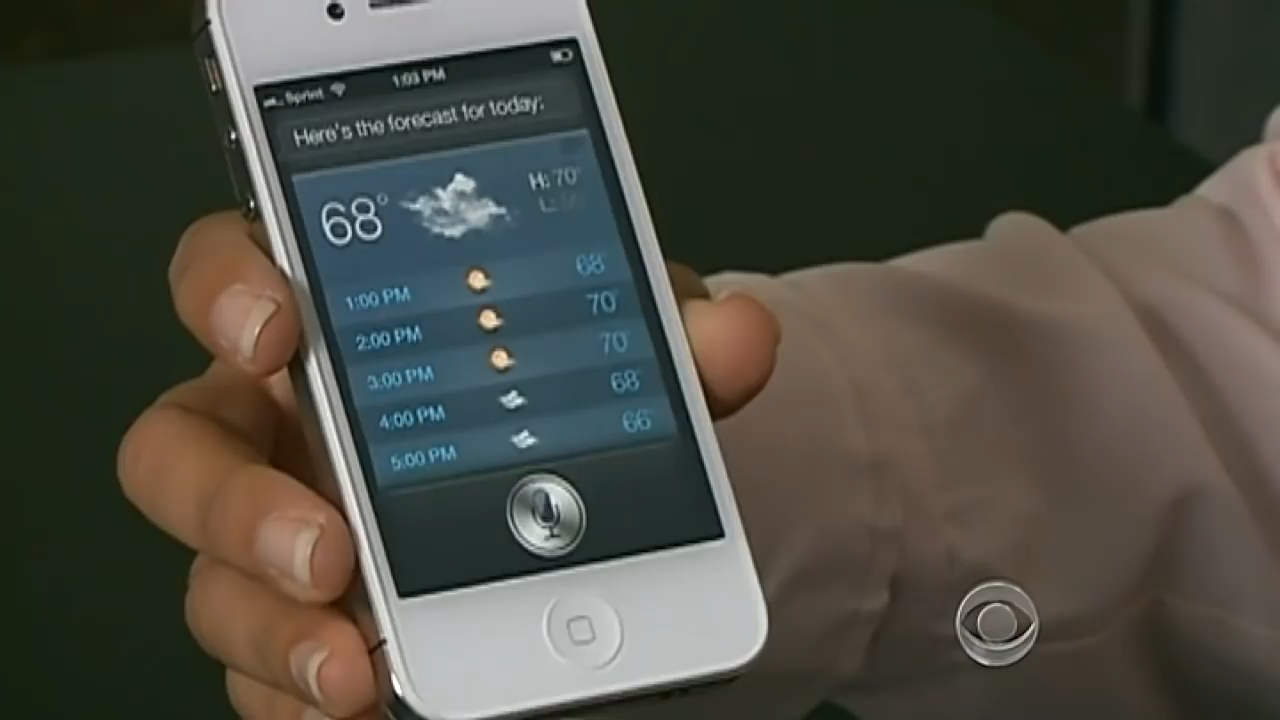 Sprint 1:03 PM
Here's the forecast for today:
68° H: 70°
L:
1:00 PM 68°
2:00 PM 70°
3:00 PM 70°
4:00 PM 68°
5:00 PM 66°